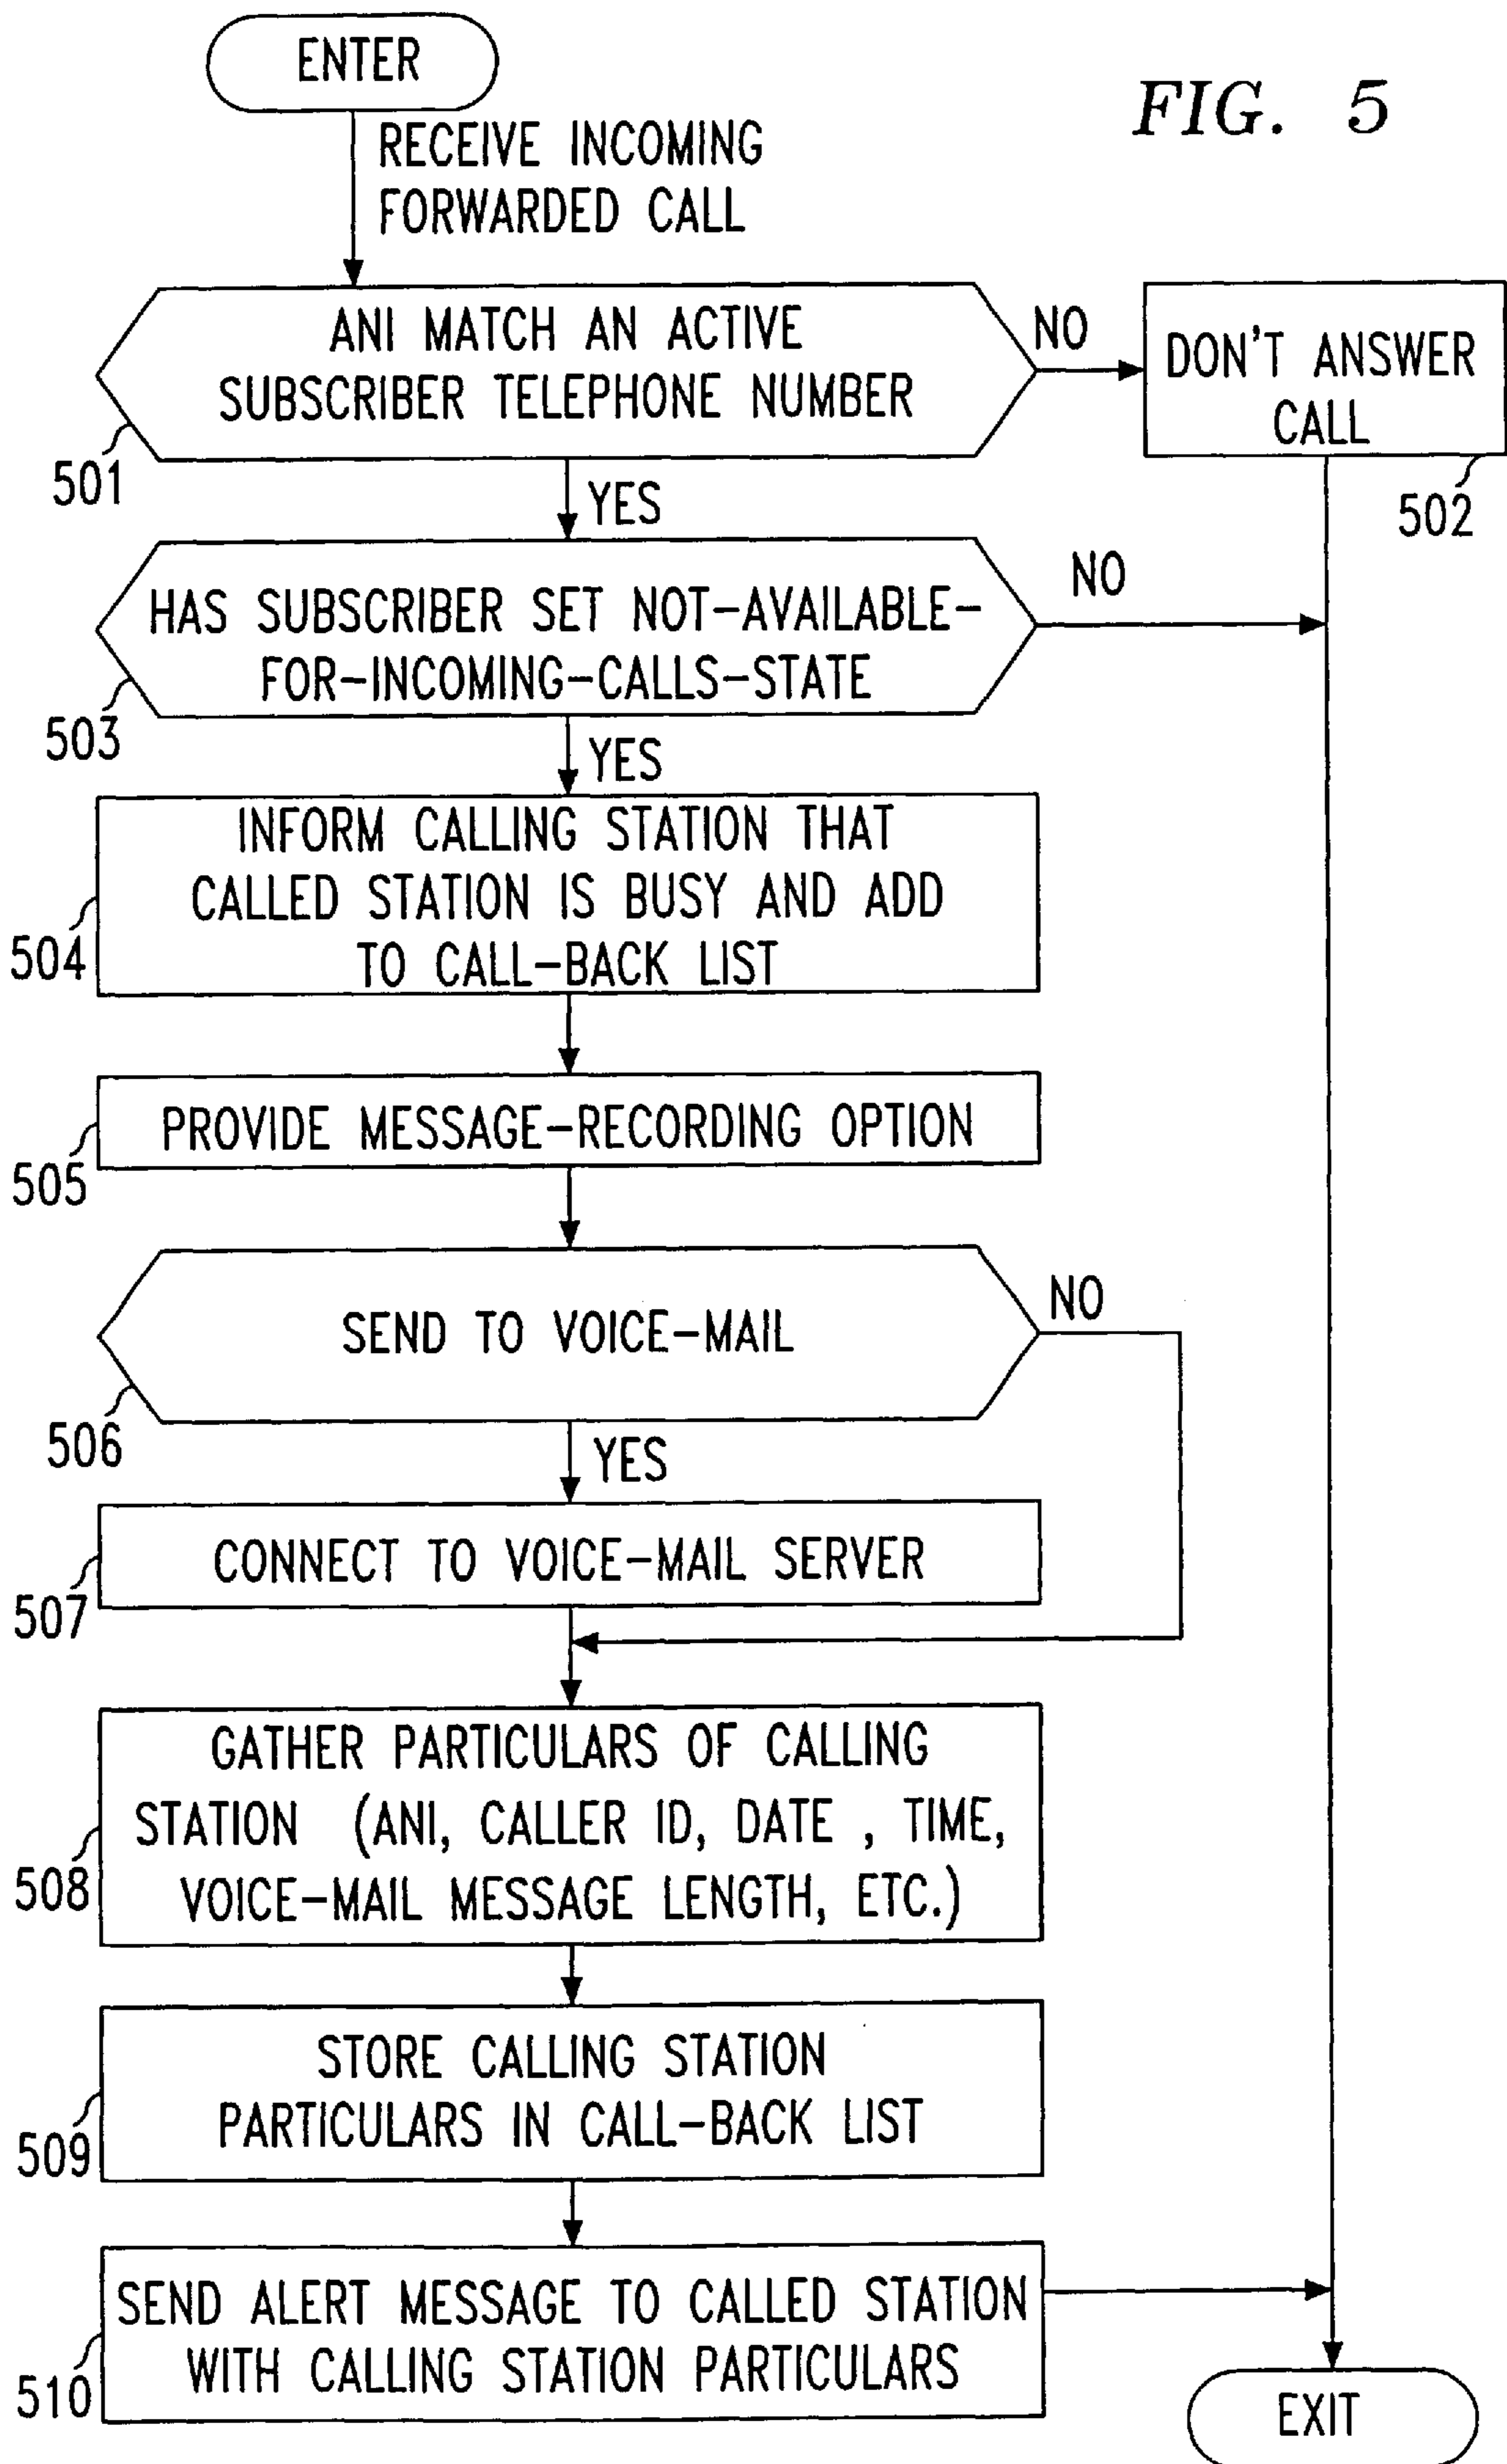 ENTER
FIG. 5
RECEIVE INCOMING
FORWARDED CALL
ANI MATCH AN ACTIVE
SUBSCRIBER TELEPHONE NUMBER
501
NO
DON'T ANSWER
CALL
502
YES
HAS SUBSCRIBER SET NOT-AVAILABLE-
FOR-INCOMING-CALLS-STATE
503
NO
YES
INFORM CALLING STATION THAT
CALLED STATION IS BUSY AND ADD
TO CALL-BACK LIST
504
PROVIDE MESSAGE-RECORDING OPTION
505
SEND TO VOICE-MAIL
506
NO
YES
CONNECT TO VOICE-MAIL SERVER
507
GATHER PARTICULARS OF CALLING
STATION (ANI, CALLER ID, DATE , TIME,
VOICE-MAIL MESSAGE LENGTH, ETC.)
508
STORE CALLING STATION
PARTICULARS IN CALL-BACK LIST
509
SEND ALERT MESSAGE TO CALLED STATION
WITH CALLING STATION PARTICULARS
510
EXIT